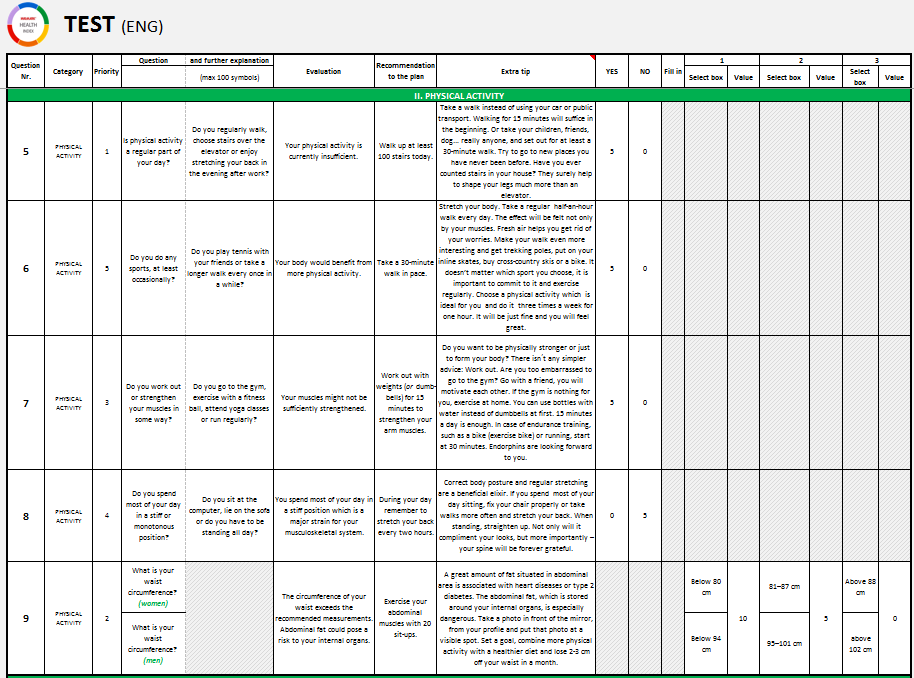 HEALTH
INDEX
TEST (ENG)
Question Nr.
Category
Priority
Question
and further explanation
(max 100 symbols)
Evaluation
Recommendation
to the plan
Extra tip
YES
NO
Fill in
1
Select box
Value
2
Select box
Value
3
Select
box
Value
II. PHYSICAL ACTIVITY
5
PHYSICAL
ACTIVITY
1
Is physical activity
a regular part of
your day?
Do you regularly walk,
choose stairs over the
elevator or enjoy
stretching your back in
the evening after work?
Your physical activity is
currently insufficient.
Walk up at least
100 stairs today.
Take a walk instead of using your car or public
transport. Walking for 15 minutes will suffice in
the beginning. Or take your children, friends,
dog... really anyone, and set out for at least a
30-minute walk. Try to go to new places you
have never been before. Have you ever
counted stairs in your house? They surely help
to shape your legs much more than an
elevator.
5
0
6
PHYSICAL
ACTIVITY
5
Do you do any
sports, at least
occasionally?
Do you play tennis with
your friends or take a
longer walk every once in
a while?
Your body would benefit from
more physical activity.
Take a 30-minute
walk in pace.
Stretch your body. Take a regular half-an-hour
walk every day. The effect will be felt not only
by your muscles. Fresh air helps you get rid of
your worries. Make your walk even more
interesting and get trekking poles, put on your
inline skates, buy cross-country skis or a bike. It
doesn't matter which sport you choose, it is
important to commit to it and exercise
regularly. Choose a physical activity which is
ideal for you and do it three times a week for
one hour. It will be just fine and you will feel
great.
5
0
7
PHYSICAL
ACTIVITY
3
Do you work out
or strengthen
your muscles in
some way?
Do you go to the gym,
exercise with a fitness
ball, attend yoga classes
or run regularly?
Your muscles might not be
sufficiently strengthened.
Work out with
weights (or dumb-
bells) for 15
minutes to
strengthen your
arm muscles.
Do you want to be physically stronger or just
to form your body? There isn't any simpler
advice: Work out. Are you too embarrassed to
go to the gym? Go with a friend, you will
motivate each other. If the gym is nothing for
you, exercise at home. You can use bottles with
water instead of dumbbells at first. 15 minutes
a day is enough. In case of endurance training,
such as a bike (exercise bike) or running, start
at 30 minutes. Endorphins are looking forward
to you.
5
0
8
PHYSICAL
ACTIVITY
4
Do you spend
most of your day
in a stiff or
monotonous
position?
Do you sit at the
computer, lie on the sofa
or do you have to be
standing all day?
You spend most of your day in
a stiff position which is a
major strain for your
musculoskeletal system.
During your day
remember to
stretch your back
every two hours.
Correct body posture and regular stretching
are a beneficial elixir. If you spend most of your
day sitting, fix your chair properly or take
walks more often and stretch your back. When
standing, straighten up. Not only will it
compliment your looks, but more importantly –
your spine will be forever grateful.
0
5
9
PHYSICAL
ACTIVITY
2
What is your
waist
circumference?
(women)
What is your
waist
circumference?
(men)
The circumference of your
waist exceeds the
recommended measurements.
Abdominal fat could pose a
risk to your internal organs.
Exercise your
abdominal
muscles with 20
sit-ups.
A great amount of fat situated in abdominal
area is associated with heart diseases or type 2
diabetes. The abdominal fat, which is stored
around your internal organs, is especially
dangerous. Take a photo in front of the mirror,
from your profile and put that photo at a
visible spot. Set a goal, combine more physical
activity with a healthier diet and lose 2-3 cm
off your waist in a month.
Below 80
cm
Below 94
cm
10
81–87 cm
95–101 cm
5
Above 88
cm
above
102 cm
0